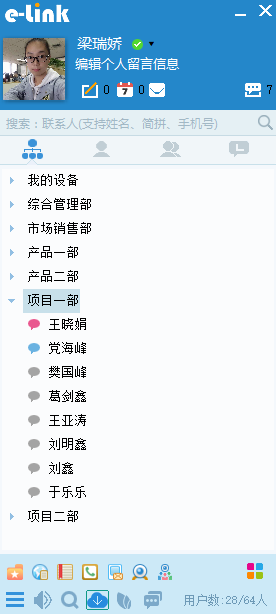 e-Link
梁瑞娇
编辑个人留言信息
0 7 0 7
搜索：联系人(支持姓名、简拼、手机号)
我的设备
综合管理部
市场销售部
产品一部
产品二部
项目一部
王晓娟
党海峰
樊国峰
葛剑鑫
王亚涛
刘明鑫
刘鑫
于乐乐
项目二部
用户数:28/64人